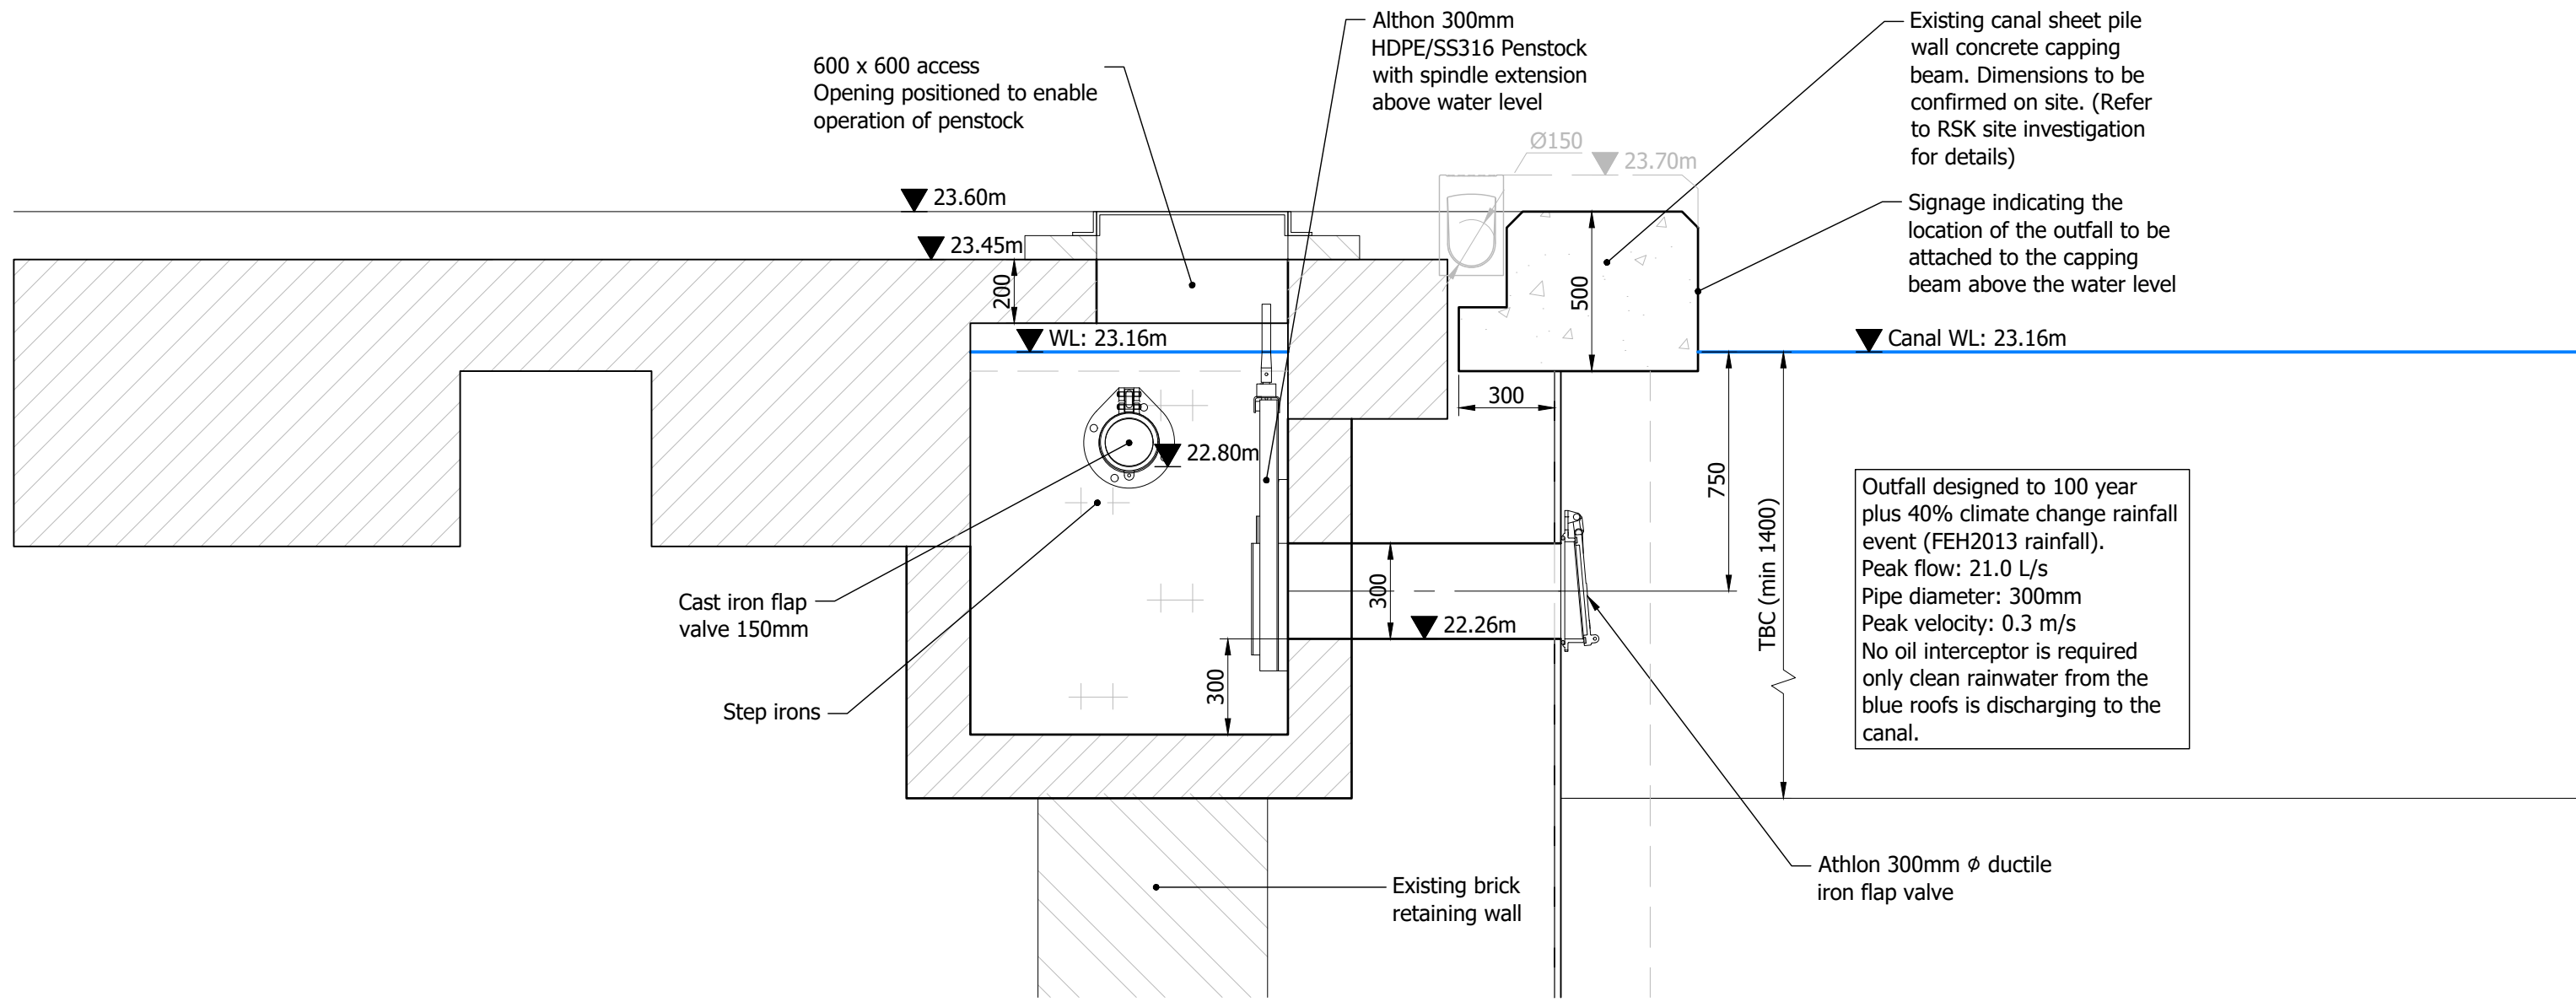 600 x 600 access
Opening positioned to enable
operation of penstock
Althon 300mm
HDPE/SS316 Penstock
with spindle extension
above water level
Existing canal sheet pile
wall concrete capping
beam. Dimensions to be
confirmed on site. (Refer
to RSK site investigation
for details)
Ø150
23.70m
Signage indicating the
location of the outfall to be
attached to the capping
beam above the water level
23.60m
23.45m
200
500
WL: 23.16m
Canal WL: 23.16m
300
22.80m
750
TBC (min 1400)
Outfall designed to 100 year
plus 40% climate change rainfall
event (FEH2013 rainfall).
Peak flow: 21.0 L/s
Pipe diameter: 300mm
Peak velocity: 0.3 m/s
No oil interceptor is required
only clean rainwater from the
blue roofs is discharging to the
canal.
Cast iron flap
valve 150mm
300
22.26m
300
Step irons
Existing brick
retaining wall
Athlon 300mm ⌀ ductile
iron flap valve